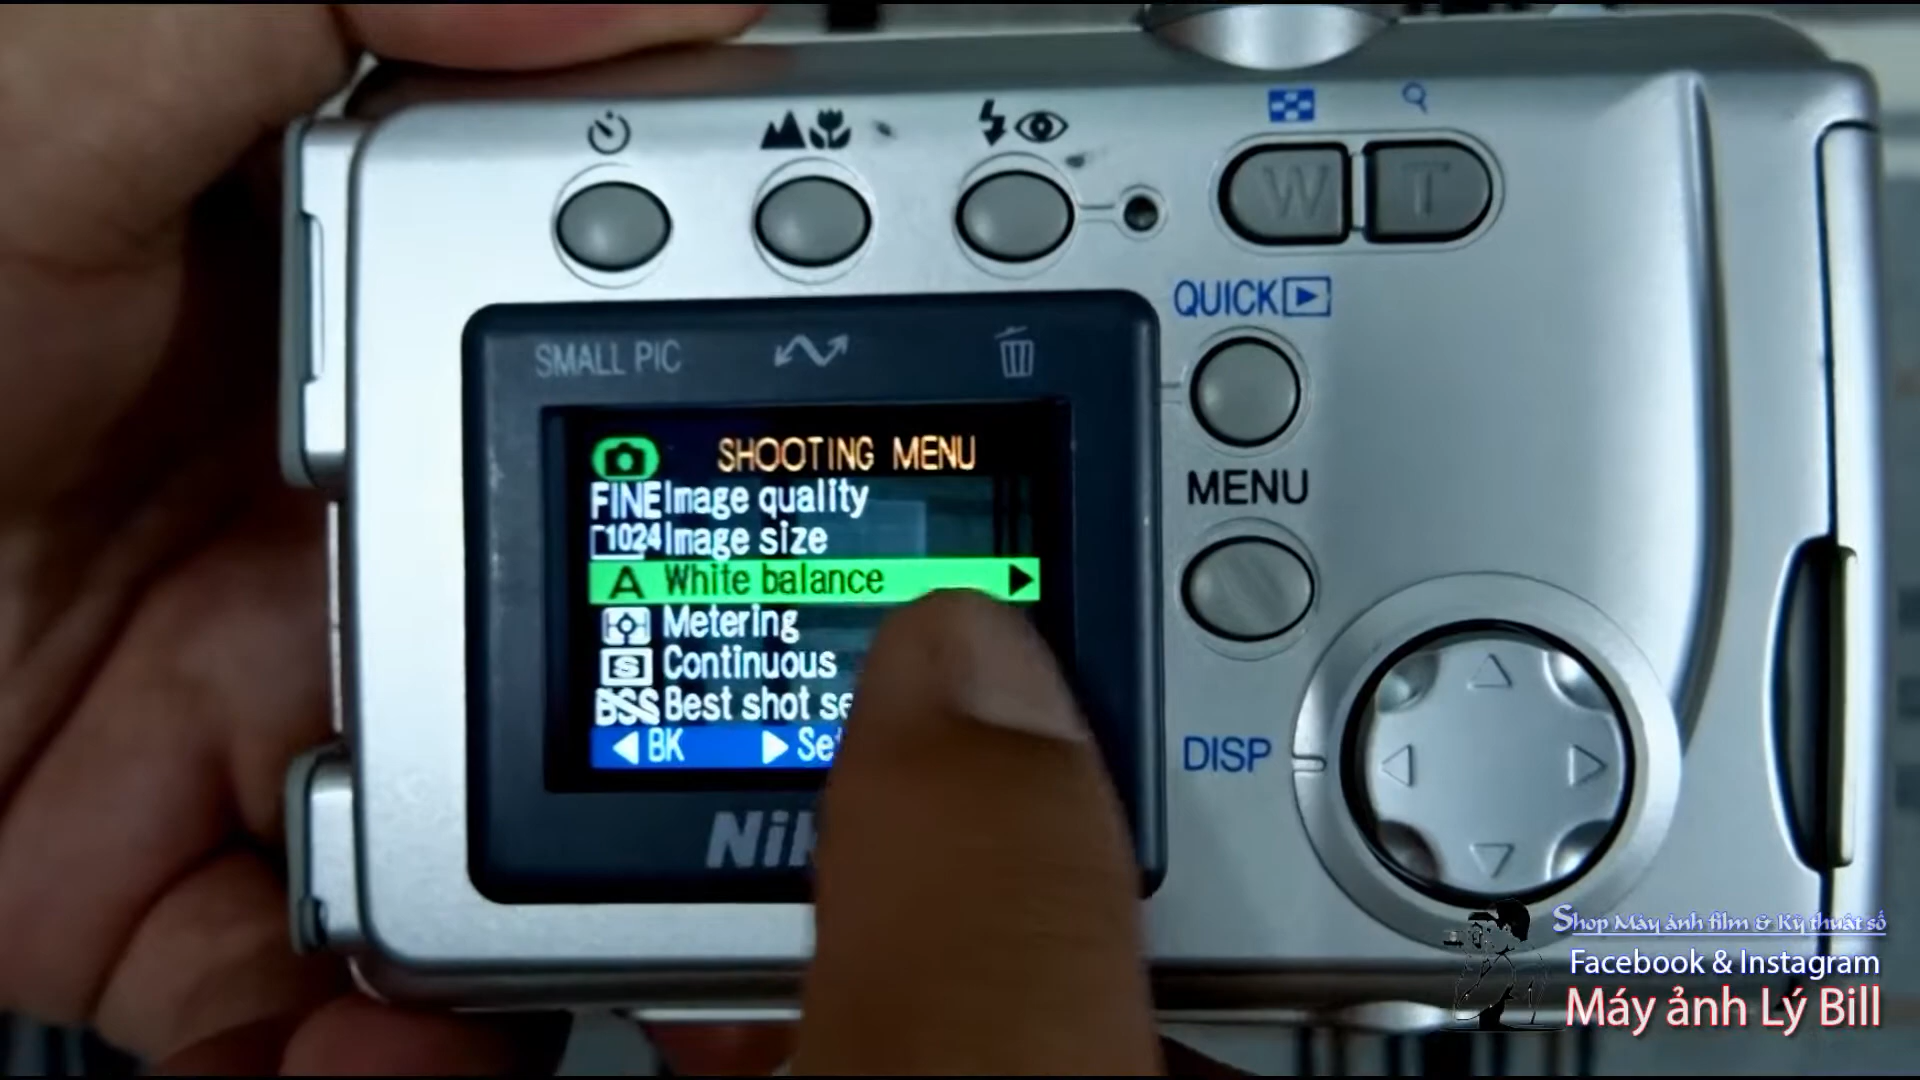 W T
QUICK
SMALL PIC
SHOOTING MENU
FINE Image quality
1024 Image size
A White balance
Metering
S Continuous
BSS Best shot se
BK Se
MENU
DISP
Nik
Shop Máy ảnh film & Kỹ thuật số
Facebook & Instagram
Máy ảnh Lý Bill